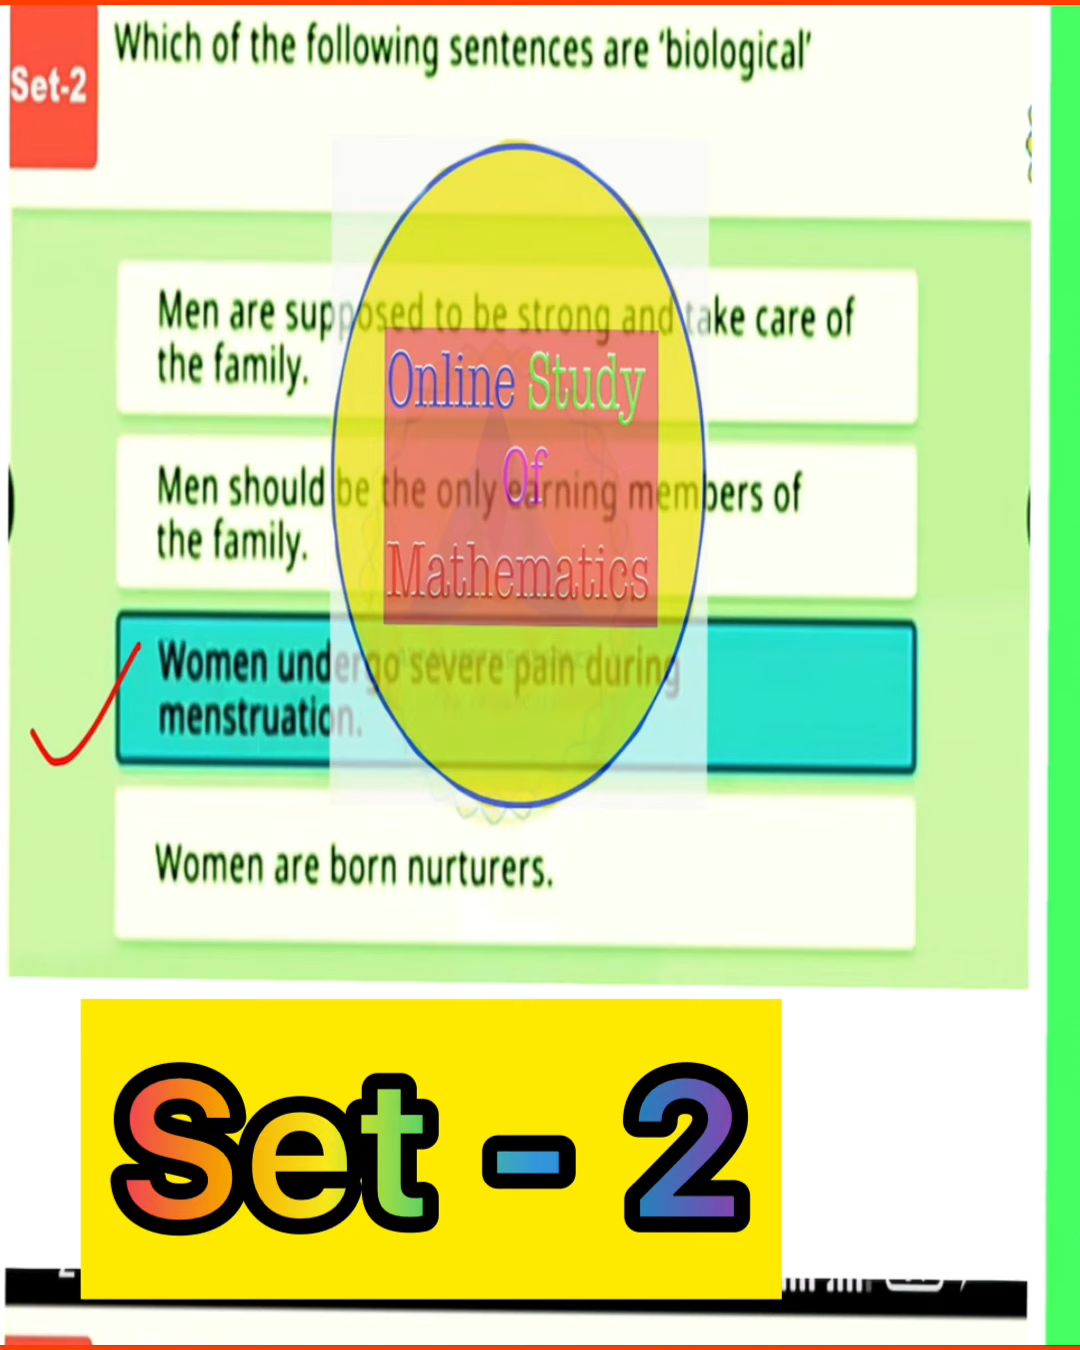 Set-2
Which of the following sentences are ‘biological’
Men are supposed to be strong and take care of
the family.
Men should be the only earning members of
the family.
Women undergo severe pain during
menstruation.
Women are born nurturers.
Online Study
Of
Mathematics
Set - 2